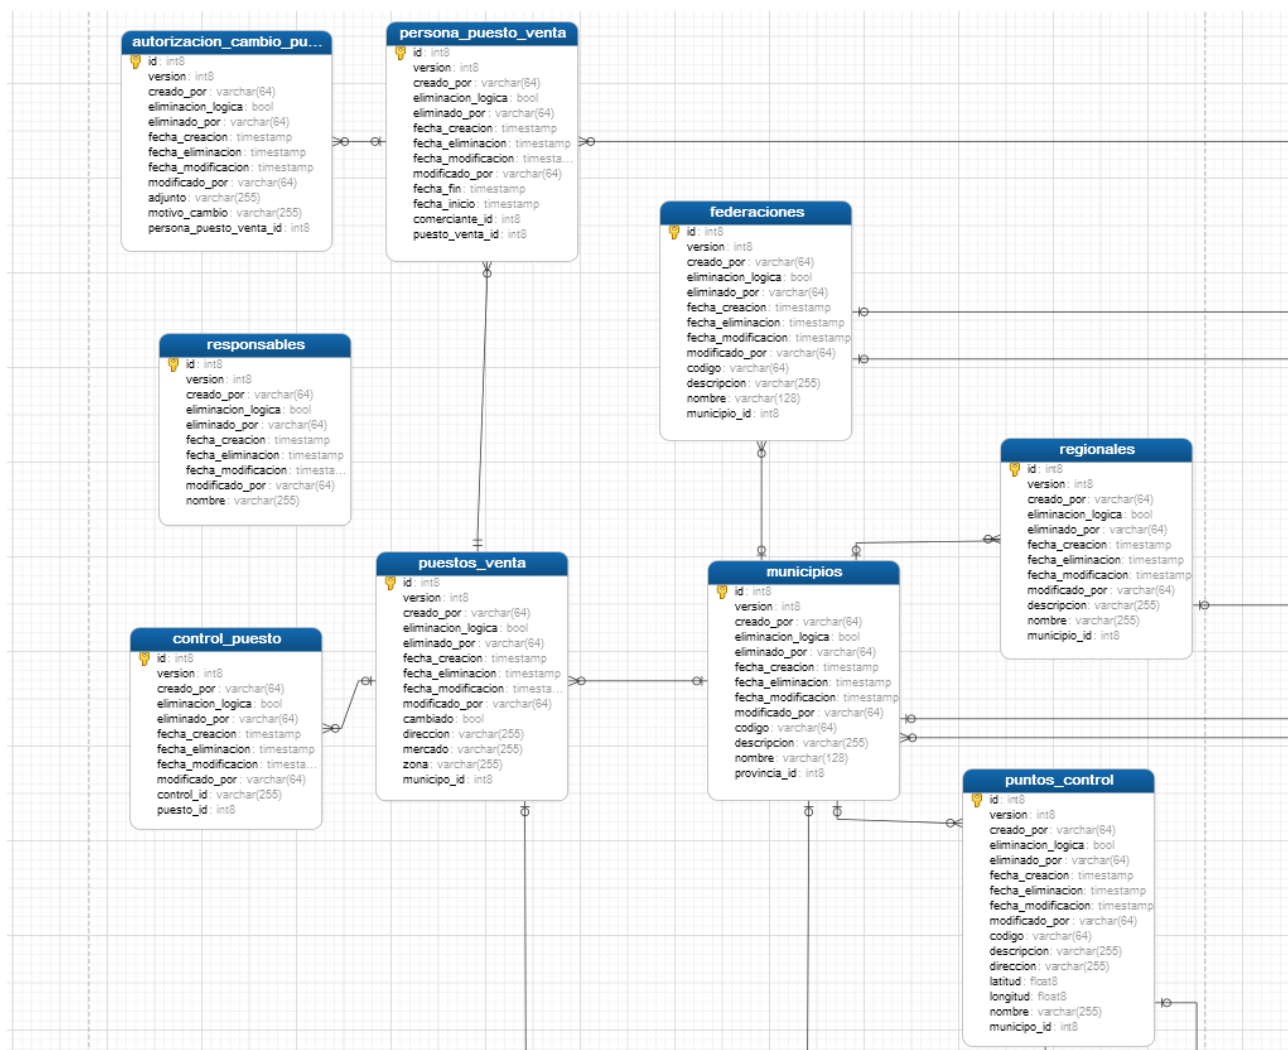 autorizacion_cambio_pu...
id: int8
version: int8
creado_por: varchar(64)
eliminacion_logica: bool
eliminado_por: varchar(64)
fecha_creacion: timestamp
fecha_eliminacion: timestamp
fecha_modificacion: timestamp
modificado_por: varchar(64)
adjunto: varchar(255)
motivo_cambio: varchar(255)
persona_puesto_venta_id: int8
persona_puesto_venta
id: int8
version: int8
creado_por: varchar(64)
eliminacion_logica: bool
eliminado_por: varchar(64)
fecha_creacion: timestamp
fecha_eliminacion: timestamp
fecha_modificacion: timesta...
modificado_por: varchar(64)
fecha_fin: timestamp
fecha_inicio: timestamp
comerciante_id: int8
puesto_venta_id: int8
federaciones
id: int8
version: int8
creado_por: varchar(64)
eliminacion_logica: bool
eliminado_por: varchar(64)
fecha_creacion: timestamp
fecha_eliminacion: timestamp
fecha_modificacion: timestamp
modificado_por: varchar(64)
codigo: varchar(64)
descripcion: varchar(255)
nombre: varchar(128)
municipio_id: int8
responsables
id: int8
version: int8
creado_por: varchar(64)
eliminacion_logica: bool
eliminado_por: varchar(64)
fecha_creacion: timestamp
fecha_eliminacion: timestamp
fecha_modificacion: timesta...
modificado_por: varchar(64)
nombre: varchar(255)
regionales
id: int8
version: int8
creado_por: varchar(64)
eliminacion_logica: bool
eliminado_por: varchar(64)
fecha_creacion: timestamp
fecha_eliminacion: timestamp
fecha_modificacion: timestamp
modificado_por: varchar(64)
descripcion: varchar(255)
nombre: varchar(255)
municipio_id: int8
puestos_venta
id: int8
version: int8
creado_por: varchar(64)
eliminacion_logica: bool
eliminado_por: varchar(64)
fecha_creacion: timestamp
fecha_eliminacion: timestamp
fecha_modificacion: timesta...
modificado_por: varchar(64)
cambiado: bool
direccion: varchar(255)
mercado: varchar(255)
zona: varchar(255)
municipo_id: int8
municipios
id: int8
version: int8
creado_por: varchar(64)
eliminacion_logica: bool
eliminado_por: varchar(64)
fecha_creacion: timestamp
fecha_eliminacion: timestamp
fecha_modificacion: timestamp
modificado_por: varchar(64)
codigo: varchar(64)
descripcion: varchar(255)
nombre: varchar(128)
provincia_id: int8
control_puesto
id: int8
version: int8
creado_por: varchar(64)
eliminacion_logica: bool
eliminado_por: varchar(64)
fecha_creacion: timestamp
fecha_eliminacion: timestamp
fecha_modificacion: timesta...
modificado_por: varchar(64)
control_id: varchar(255)
puesto_id: int8
puntos_control
id: int8
version: int8
creado_por: varchar(64)
eliminacion_logica: bool
eliminado_por: varchar(64)
fecha_creacion: timestamp
fecha_eliminacion: timestamp
fecha_modificacion: timestamp
modificado_por: varchar(64)
codigo: varchar(64)
descripcion: varchar(255)
direccion: varchar(255)
latitud: float8
longitud: float8
nombre: varchar(255)
municipo_id: int8